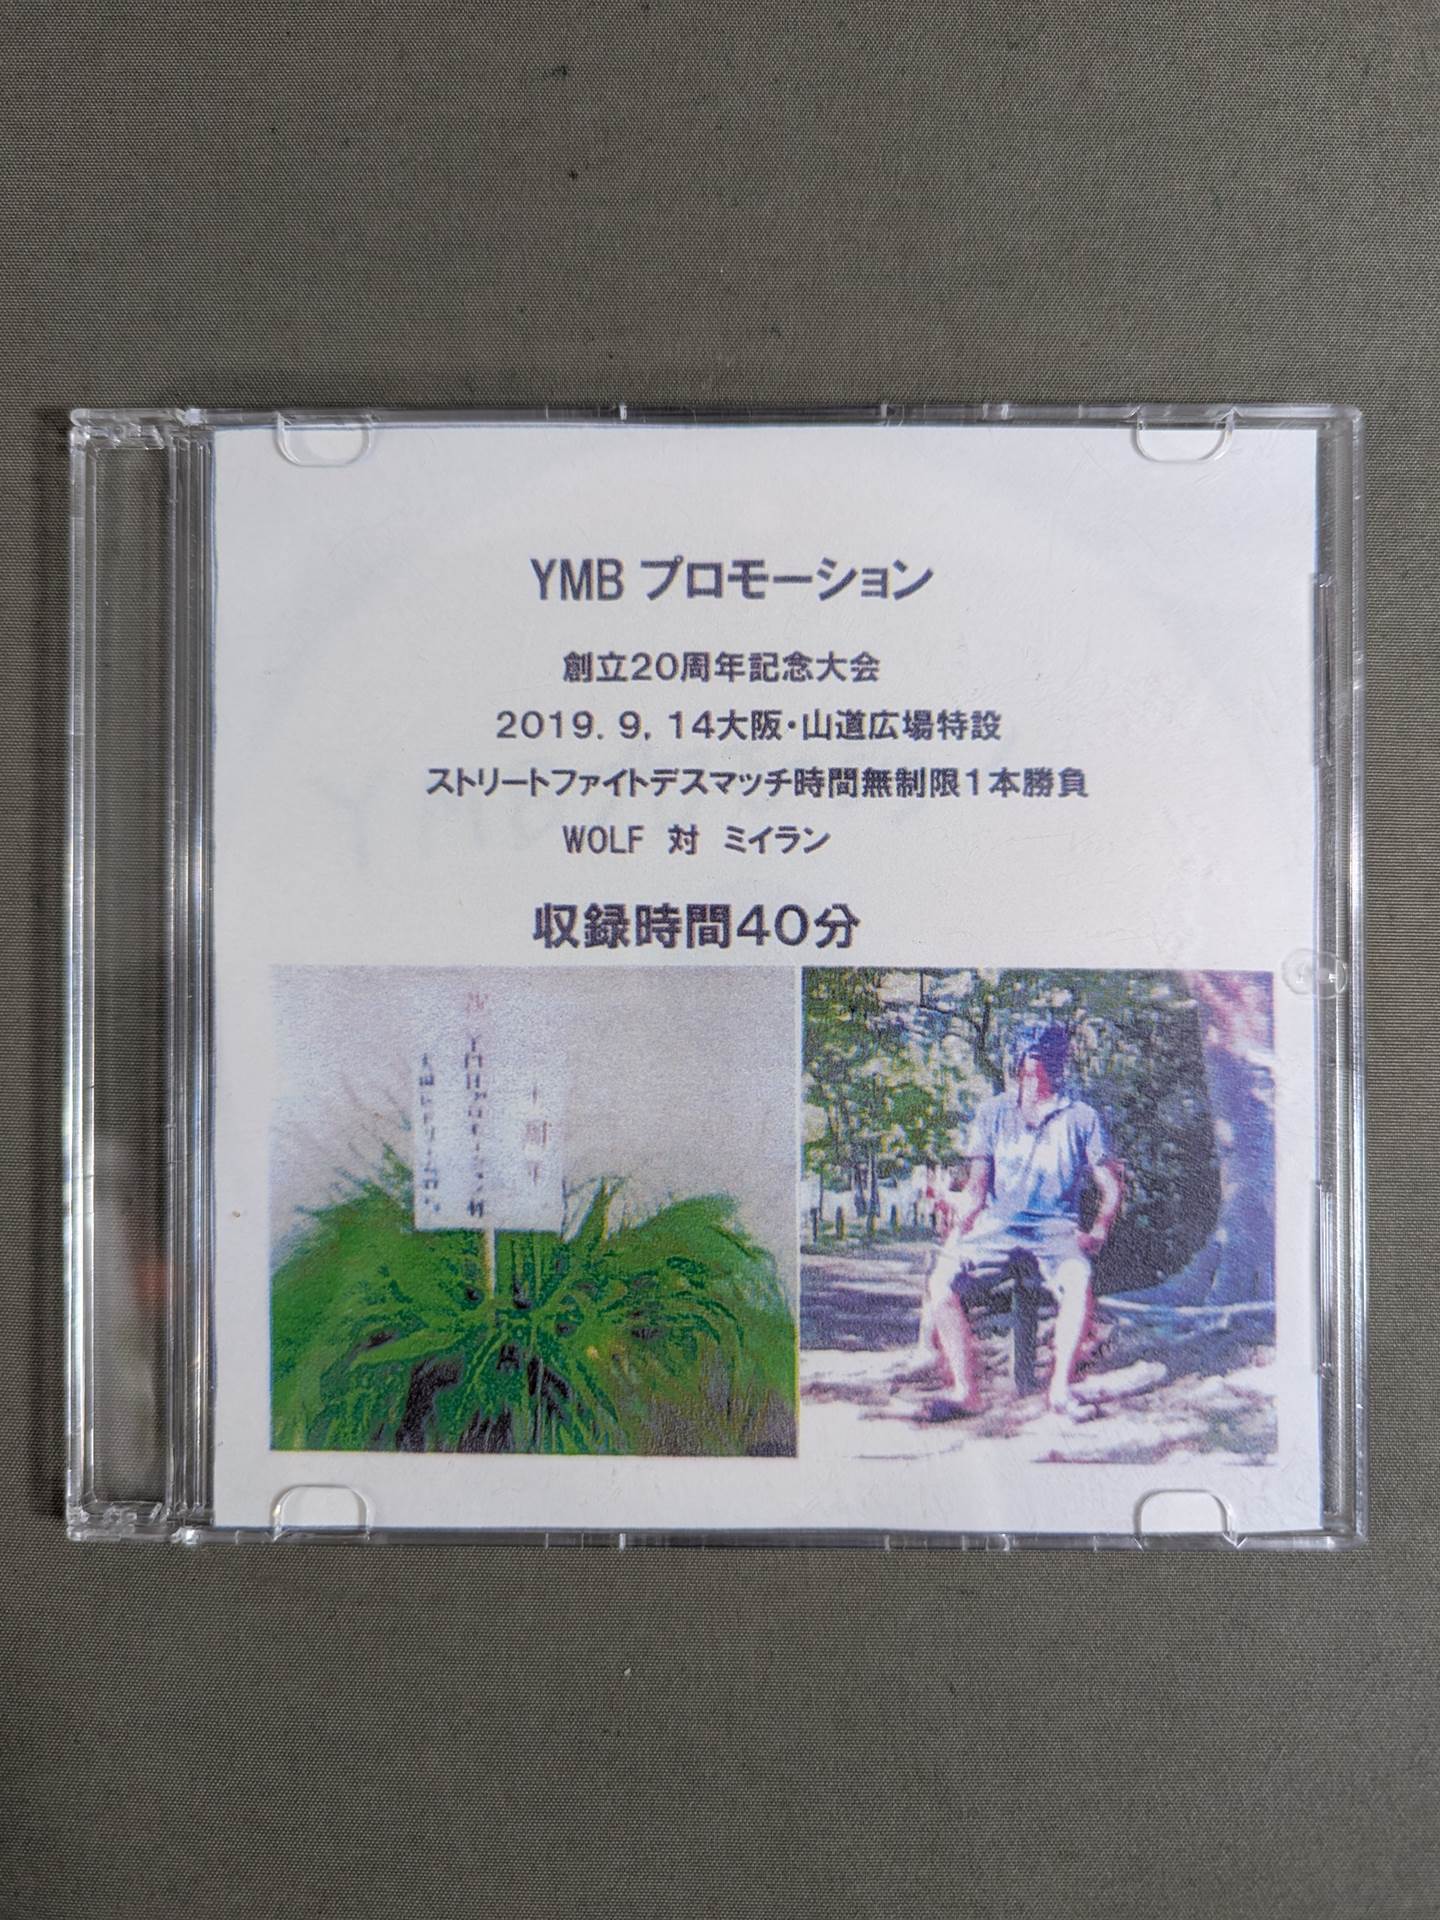 YMB プロモーション
創立20周年記念大会
2019. 9, 14大阪・山道広場特設
ストリートファイトデスマッチ時間無制限1本勝負
WOLF 対 ミイラン
収録時間40分